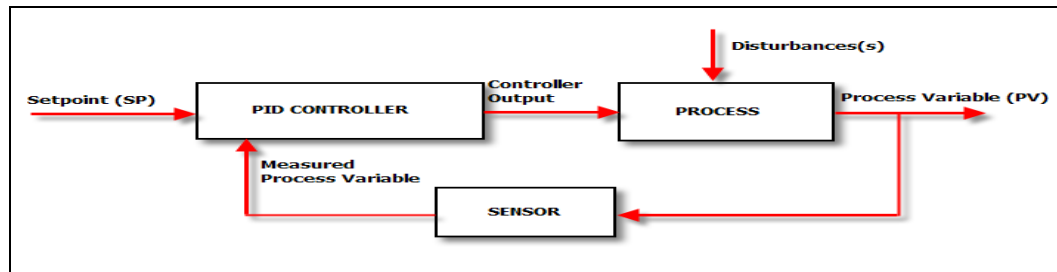 Disturbances(s)
Setpoint (SP)
PID CONTROLLER
Controller
Output
PROCESS
Process Variable (PV)
Measured
Process Variable
SENSOR